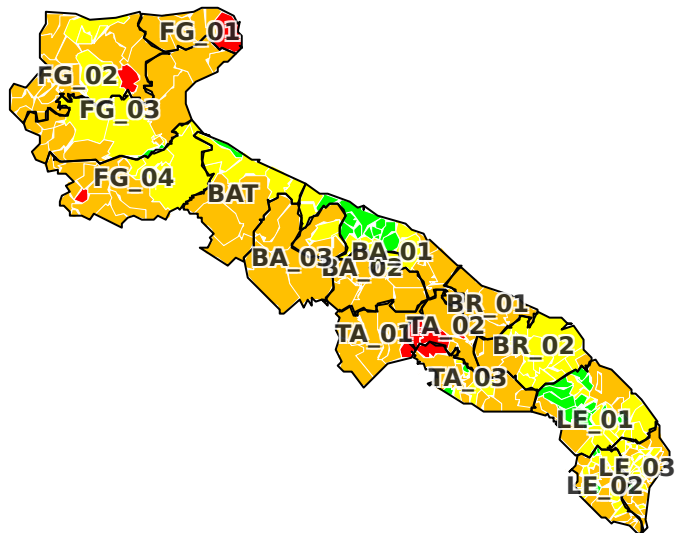 FG_01
FG_02
FG_03
FG_04
BAT
BA_01
BA_03
BA_02
BR_01
TA_01
TA_02
BR_02
TA_03
LE_01
LE_03
LE_02